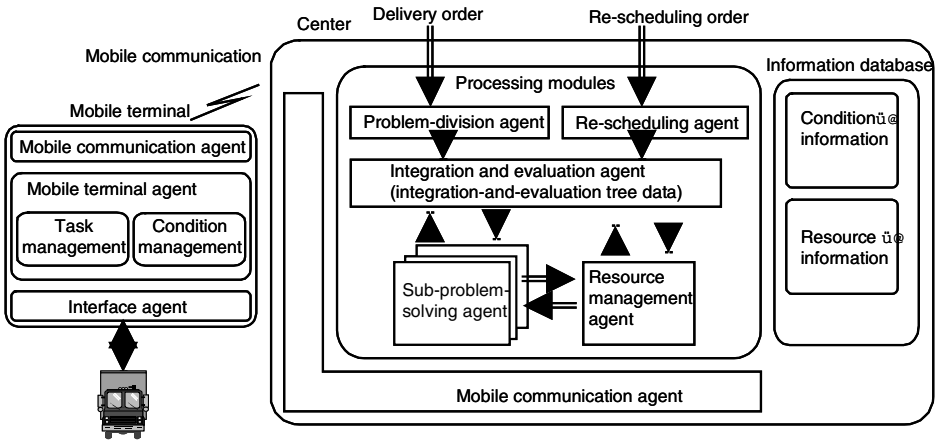 Delivery order
Re-scheduling order
Center
Mobile communication
Information database
Processing modules
Mobile terminal
Problem-division agent
Re-scheduling agent
Conditionü@
information
Mobile communication agent
Integration and evaluation agent
(integration-and-evaluation tree data)
Mobile terminal agent
Task
management
Condition
management
Resource ü@
information
Sub-problem-
solving agent
Resource
management
agent
Interface agent
Mobile communication agent